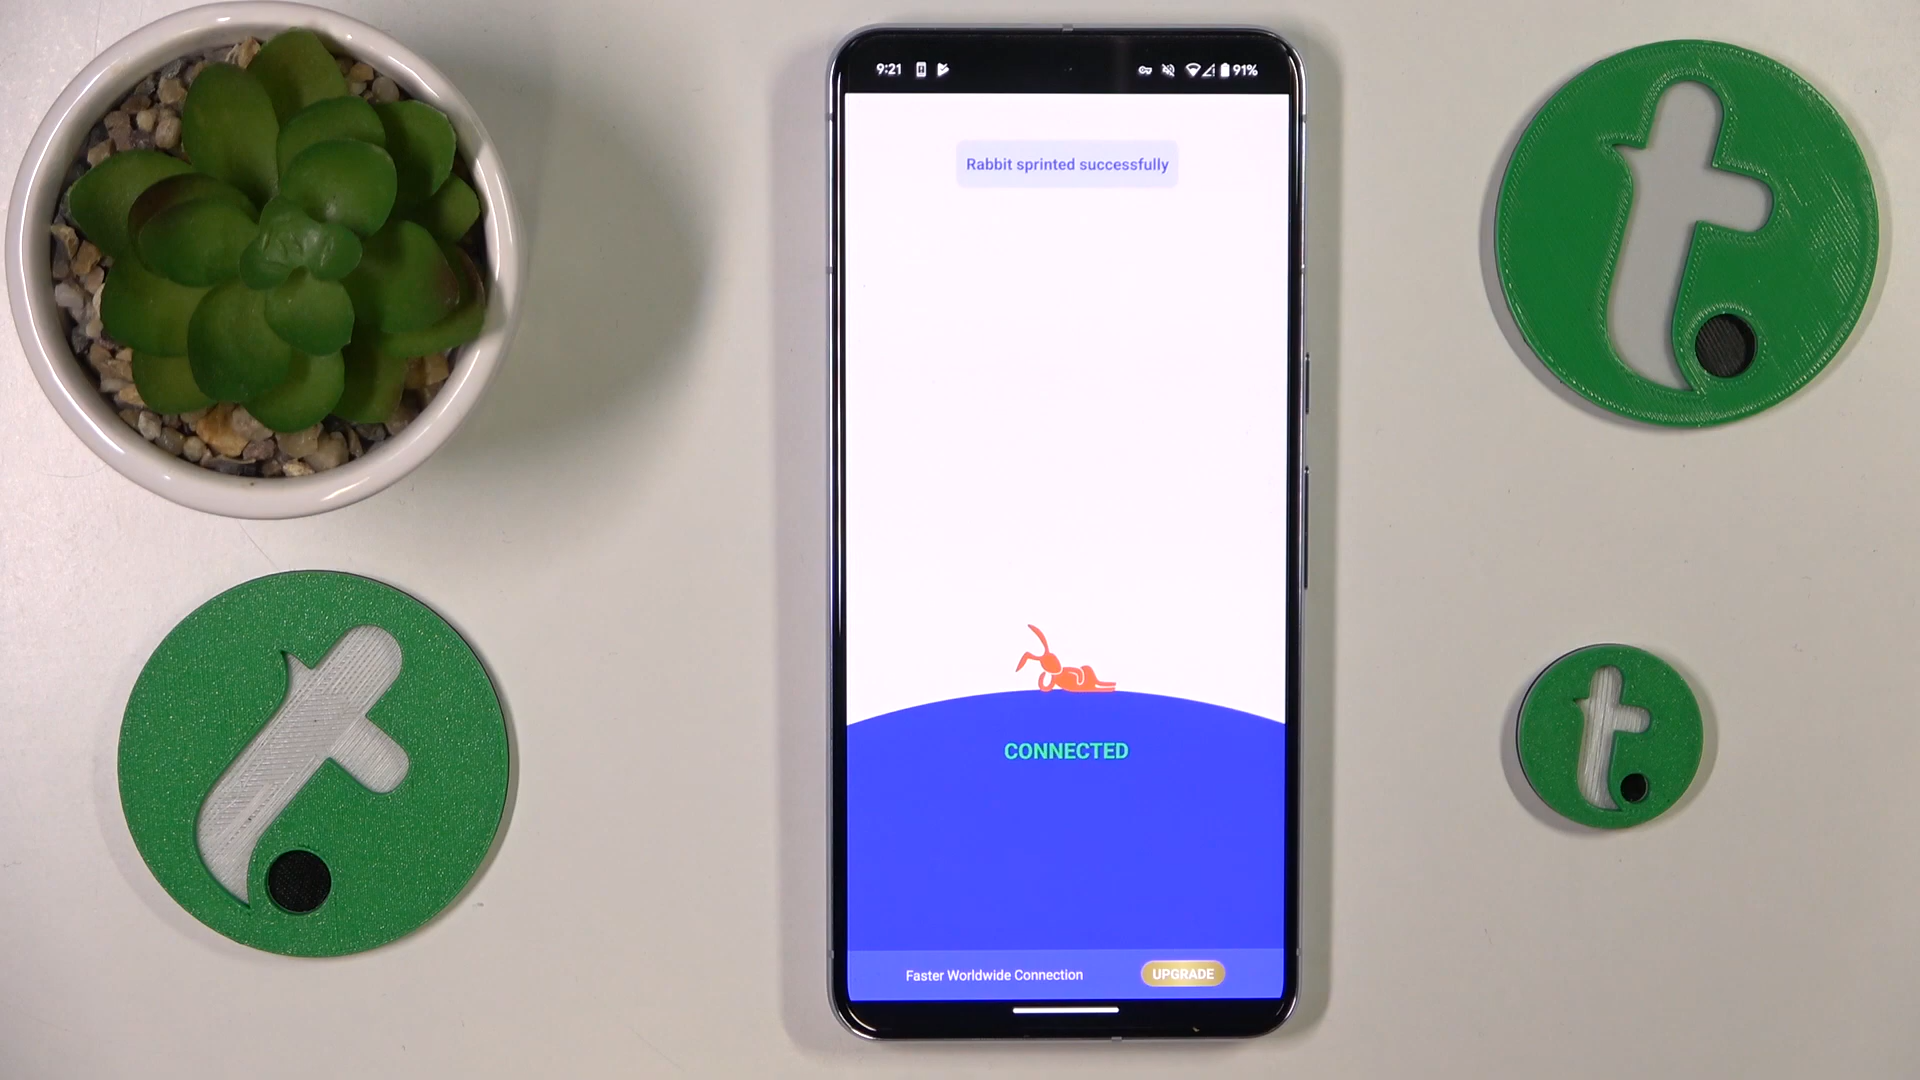 9:21
91%
Rabbit sprinted successfully
CONNECTED
Faster Worldwide Connection
UPGRADE
t.
t.
t.